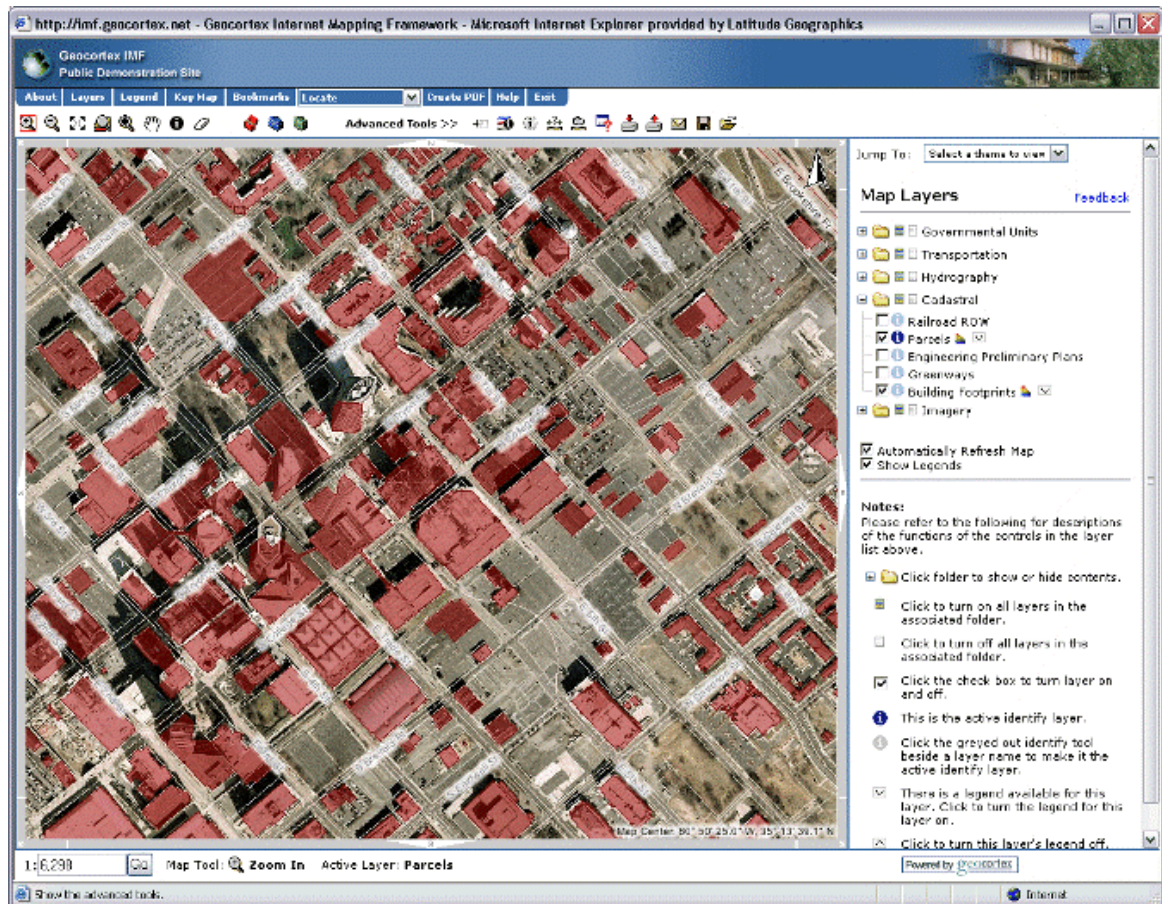 http://imf.geocortex.net - Geocortex Internet Mapping Framework - Microsoft Internet Explorer provided by Latitude Geographics
Geocortex IMF
Public Demonstration Site
About Layers Legend Key Map Bookmarks Locate Create PDF Help Exit
Advanced Tools >>
Jump To: Select a theme to view
Map Layers Feedback
Governmental Units
Transportation
Hydrography
Cadastral
Railroad ROW
Parcels
Engineering Preliminary Plans
Greenways
Building Footprints
Imagery
Automatically Refresh Map
Show Legends
Notes:
Please refer to the following for descriptions
of the functions of the controls in the layer
list above.
Click folder to show or hide contents.
Click to turn on all layers in the
associated folder.
Click to turn off all layers in the
associated folder.
Click the check box to turn layer on
and off.
This is the active identify layer.
Click the greyed out identify tool
beside a layer name to make it the
active identify layer.
There is a legend available for this
layer. Click to turn the legend for this
layer on.
Click to turn this layer's legend off.
E Brookshire
Map Center:
1: 6,298 Go Map Tool: Zoom In Active Layer: Parcels
Powered by geocortex
Show the advanced tools.
Internet